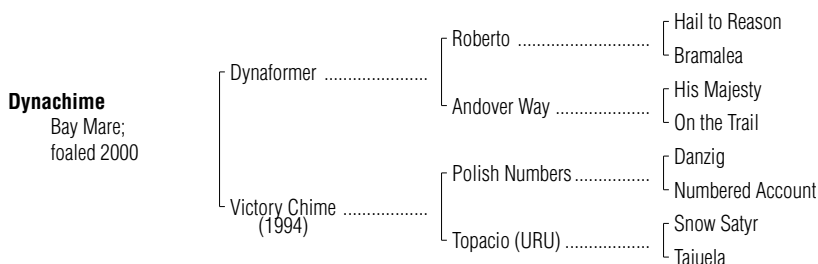 Hail to Reason
Roberto ............................
Bramalea
Dynaformer ......................
His Majesty
Andover Way ....................
On the Trail
Dynachime
Bay Mare;
foaled 2000
Danzig
Polish Numbers ................
Numbered Account
Victory Chime ..................
(1994)
Snow Satyr
Topacio (URU) ..................
Tajuela